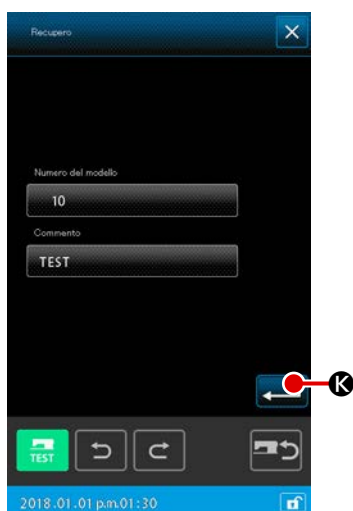 Recupero
Numero del modello
10
Commento
TEST
K
TEST
2018.01.01 p.m.01:30